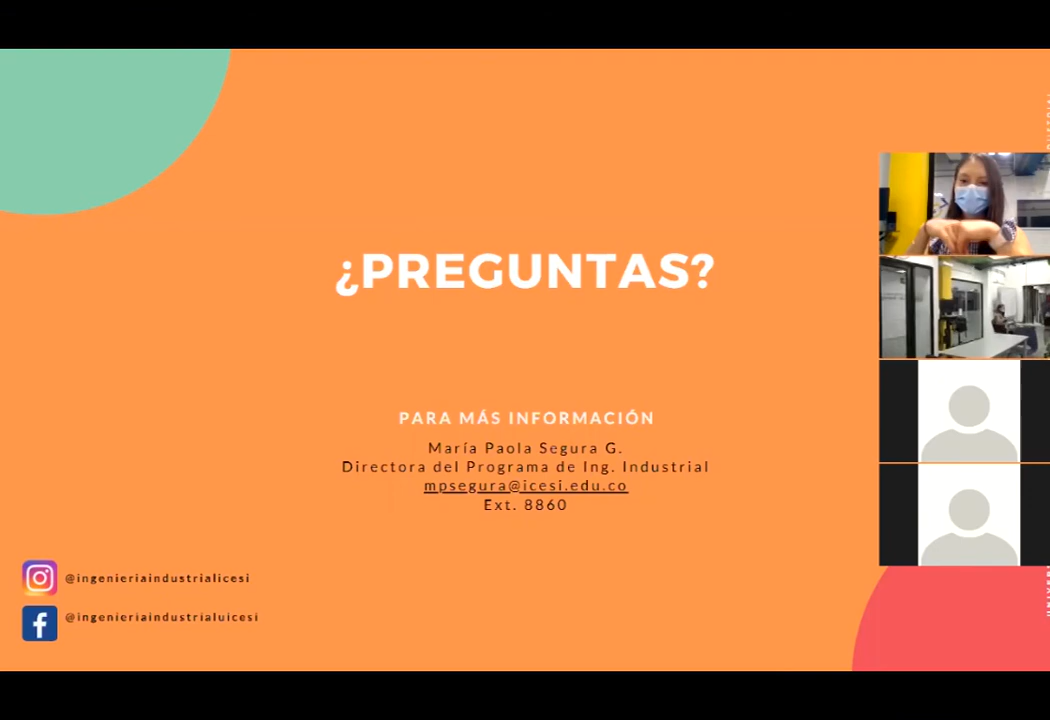 ¿PREGUNTAS?
PARA MÁS INFORMACIÓN
María Paola Segura G.
Directora del Programa de Ing. Industrial
mpsegura@icesi.edu.co
Ext. 8860
@ingenieriaindustrialicesi
@ingenieriaindustrialuicesi